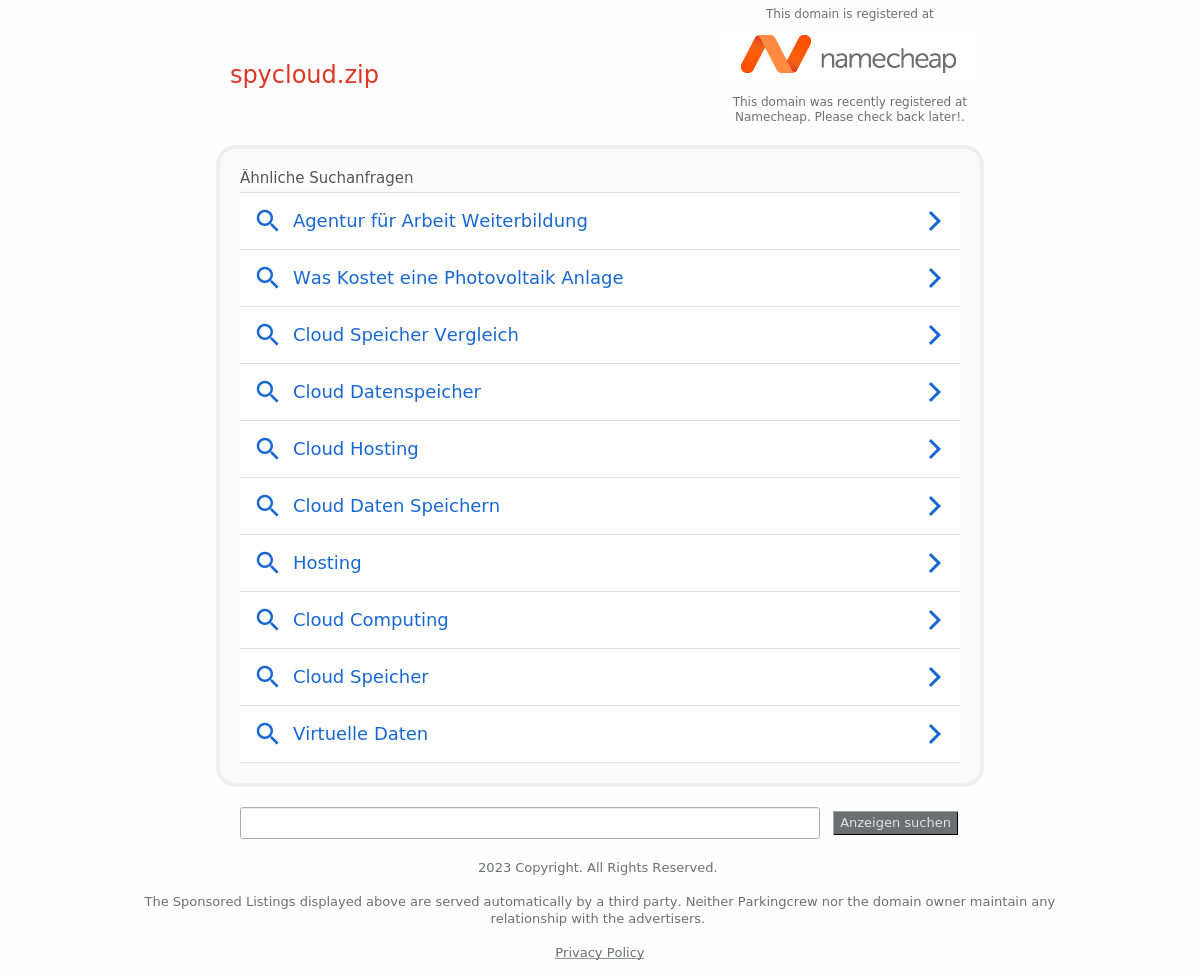 This domain is registered at
namecheap
spycloud.zip
This domain was recently registered at
Namecheap. Please check back later!.
Ähnliche Suchanfragen
Agentur für Arbeit Weiterbildung
Was Kostet eine Photovoltaik Anlage
Cloud Speicher Vergleich
Cloud Datenspeicher
Cloud Hosting
Cloud Daten Speichern
Hosting
Cloud Computing
Cloud Speicher
Virtuelle Daten
Anzeigen suchen
2023 Copyright. All Rights Reserved.
The Sponsored Listings displayed above are served automatically by a third party. Neither Parkingcrew nor the domain owner maintain any
relationship with the advertisers.
Privacy Policy